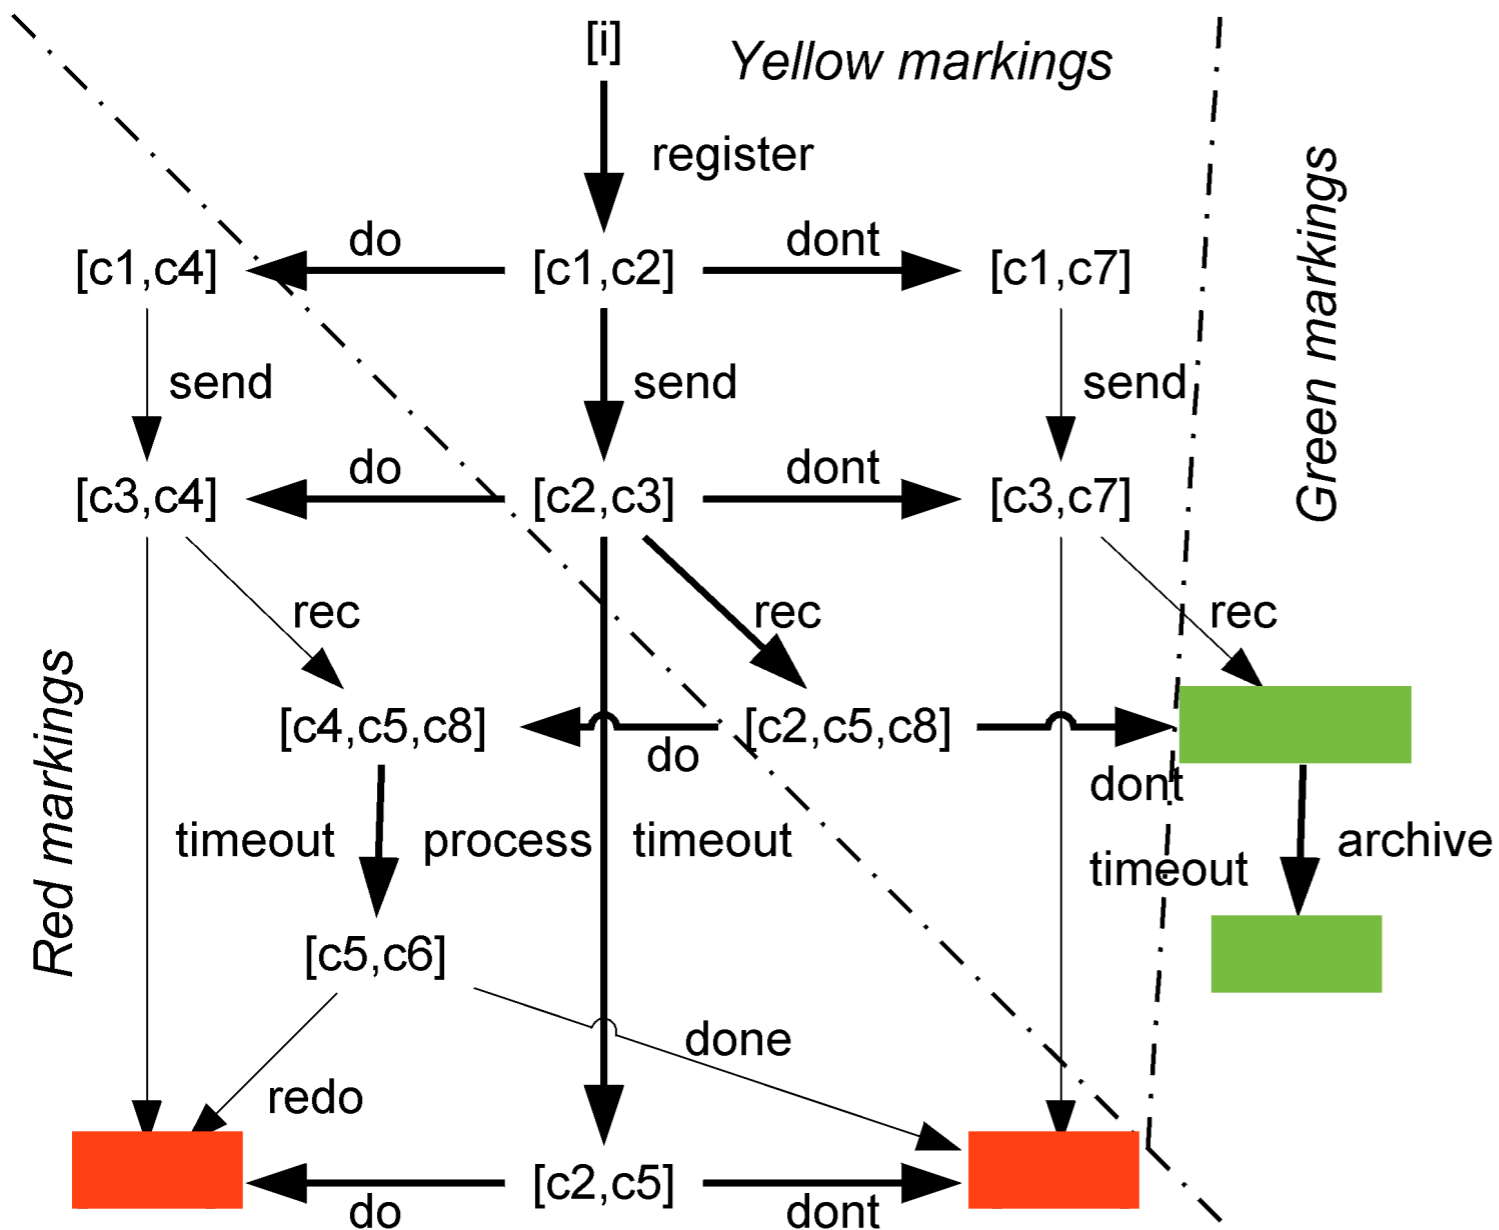 [i]
Yellow markings
register
Green markings
do
dont
[c1,c4]
[c1,c2]
[c1,c7]
send
send
send
do
dont
[c3,c4]
[c2,c3]
[c3,c7]
rec
rec
rec
Red markings
[c4,c5,c8]
[c2,c5,c8]
do
dont
timeout
process
timeout
timeout
archive
[c5,c6]
done
redo
[c2,c5]
do
dont